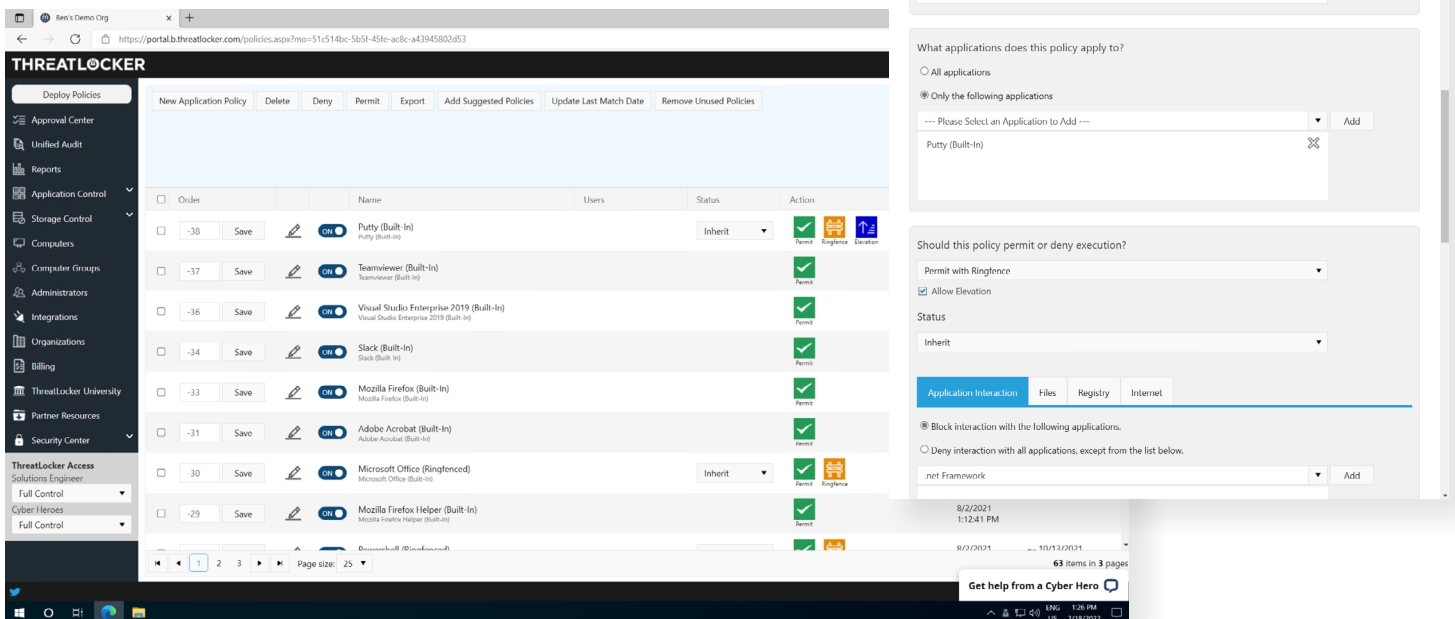 Ben's Demo Org
https://portal.b.threatlocker.com/policies.aspx?mo=51c514bc-5b5f-45fe-ac8c-a43945802d53
THREATLOCKER
Deploy Policies
Approval Center
Unified Audit
Reports
Application Control
Storage Control
Computers
Computer Groups
Administrators
Integrations
Organizations
Billing
ThreatLocker University
Partner Resources
Security Center
ThreatLocker Access
Solutions Engineer
Full Control
Cyber Heroes
Full Control
New Application Policy Delete Deny Permit Export Add Suggested Policies Update Last Match Date Remove Unused Policies
Order Name Users Status Action
-38 Save ON Putty (Built-In) Inherit
Putty (Built-In) Permit Ringfence Elevation
-37 Save ON Teamviewer (Built-In)
Teamviewer (Built-In) Permit
-36 Save ON Visual Studio Enterprise 2019 (Built-In)
Visual Studio Enterprise 2019 (Built-In) Permit
-34 Save ON Slack (Built-In)
Slack (Built-In) Permit
-33 Save ON Mozilla Firefox (Built-In)
Mozilla Firefox (Built-In) Permit
-31 Save ON Adobe Acrobat (Built-In)
Adobe Acrobat (Built-In) Permit
-30 Save ON Microsoft Office (Ringfenced) Inherit
Microsoft Office (Built-In) Permit Ringfence
-29 Save ON Mozilla Firefox Helper (Built-In) 8/2/2021
Mozilla Firefox Helper (Built-In) Permit 1:12:41 PM
Powershell (Ringfenced) 8/2/2021 10/13/2021
1 2 3 Page size: 25 63 items in 3 pages
Get help from a Cyber Hero
ENG 1:26 PM
US 2/18/2022
What applications does this policy apply to?
All applications
Only the following applications
--- Please Select an Application to Add --- Add
Putty (Built-In)
Should this policy permit or deny execution?
Permit with Ringfence
Allow Elevation
Status
Inherit
Application Interaction Files Registry Internet
Block interaction with the following applications.
Deny interaction with all applications, except from the list below.
.net Framework Add